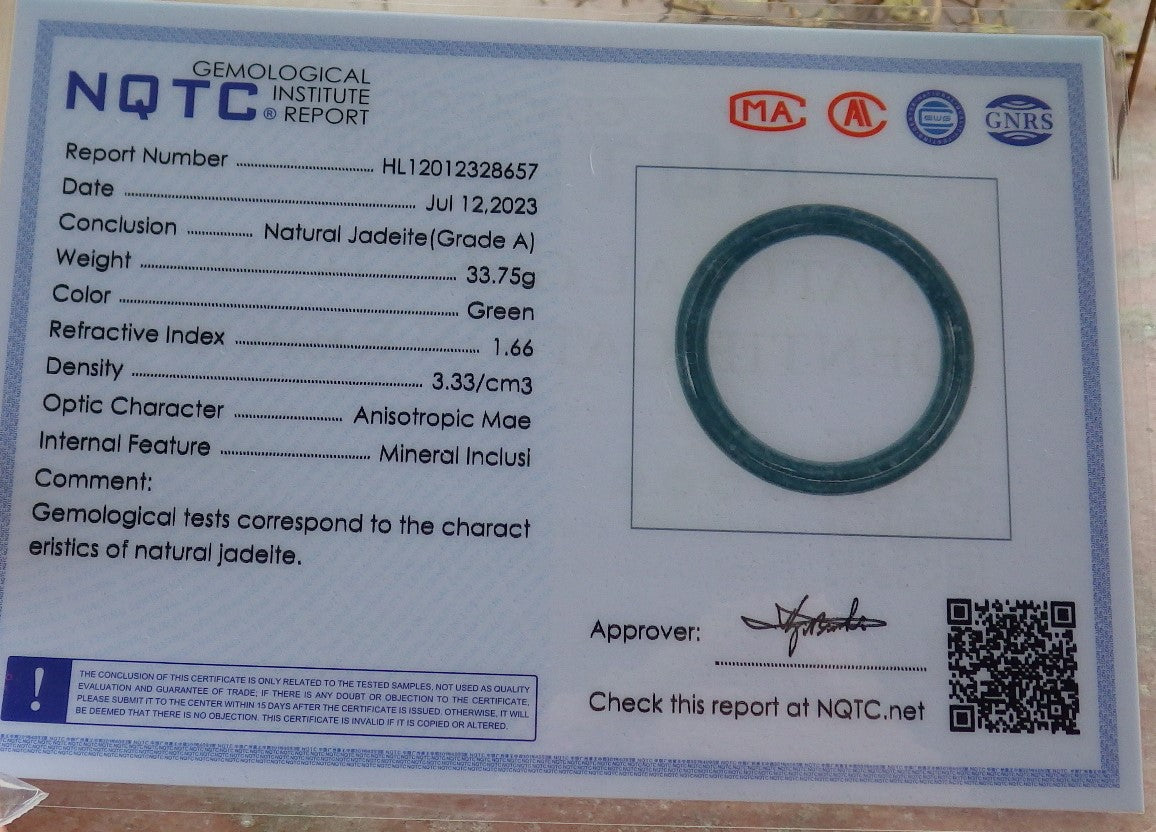 GEMOLOGICAL
NQTC INSTITUTE
® REPORT
Report Number ........................ HL12012328657
Date ........................ Jul 12,2023
Conclusion ............ Natural Jadeite(Grade A)
Weight ........................ 33.75g
Color ........................ Green
Refractive Index ........................ 1.66
Density ........................ 3.33/cm3
Optic Character ............ Anisotropic Mae
Internal Feature ............ Mineral Inclusi
Comment:
Gemological tests correspond to the charact
eristics of natural jadeite.
! THE CONCLUSION OF THIS CERTIFICATE IS ONLY RELATED TO THE TESTED SAMPLES, NOT USED AS QUALITY
EVALUATION AND GUARANTEE OF TRADE; IF THERE IS ANY DOUBT OR OBJECTION TO THE CERTIFICATE,
PLEASE SUBMIT IT TO THE CENTER WITHIN 15 DAYS AFTER THE CERTIFICATE IS ISSUED. OTHERWISE, IT WILL
BE DEEMED THAT THERE IS NO OBJECTION. THIS CERTIFICATE IS INVALID IF IT IS COPIED OR ALTERED.
MA
GNRS
Approver:
Check this report at NQTC.net